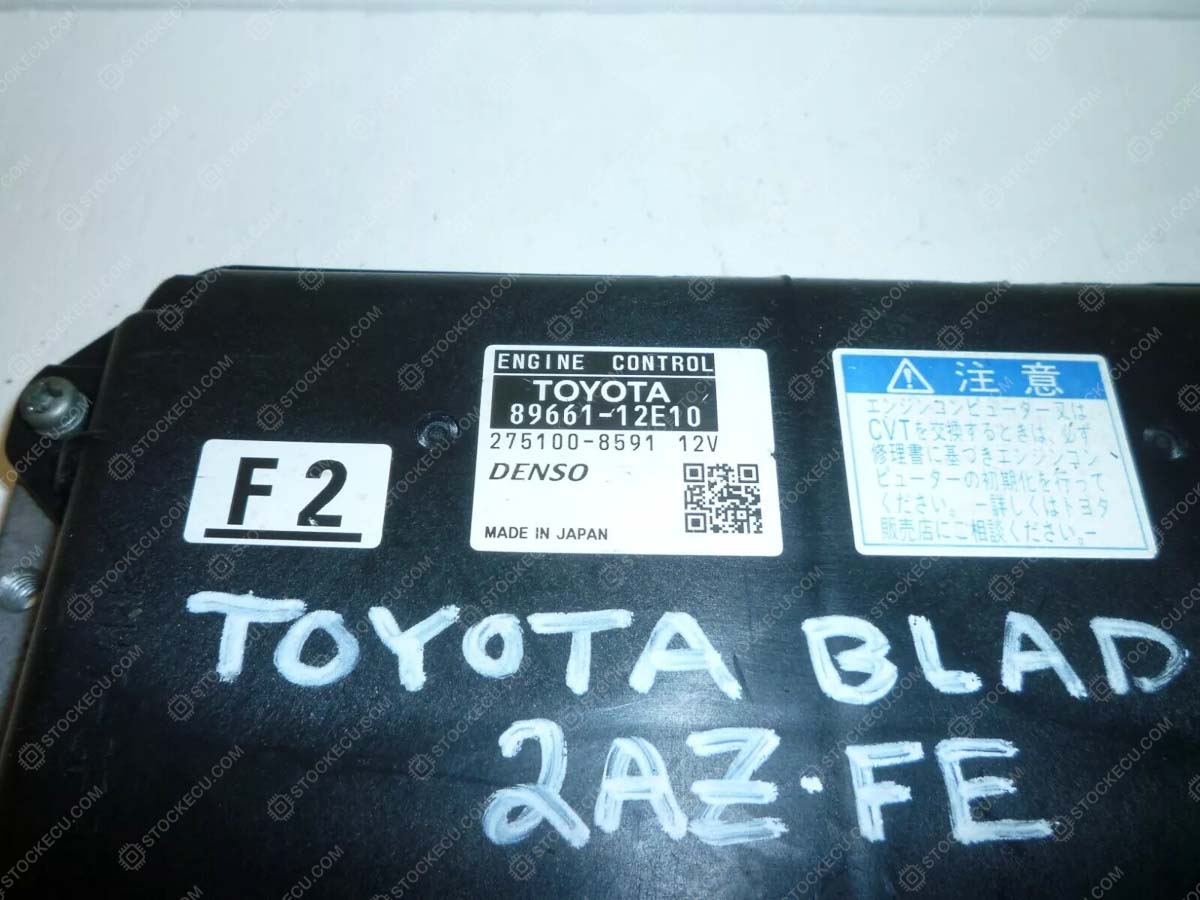 ENGINE CONTROL
TOYOTA
89661-12E10
275100-8591 12V
DENSO
MADE IN JAPAN
F2
注意
エンジンコンピューター又は
CVTを交換するときは、必ず
修理書に基づきエンジンコン
ピューターの初期化を行って
ください。ー詳しくはトヨタ
販売店にご相談ください。ー
TOYOTA BLAD
2AZ-FE
STOCKECU.COM